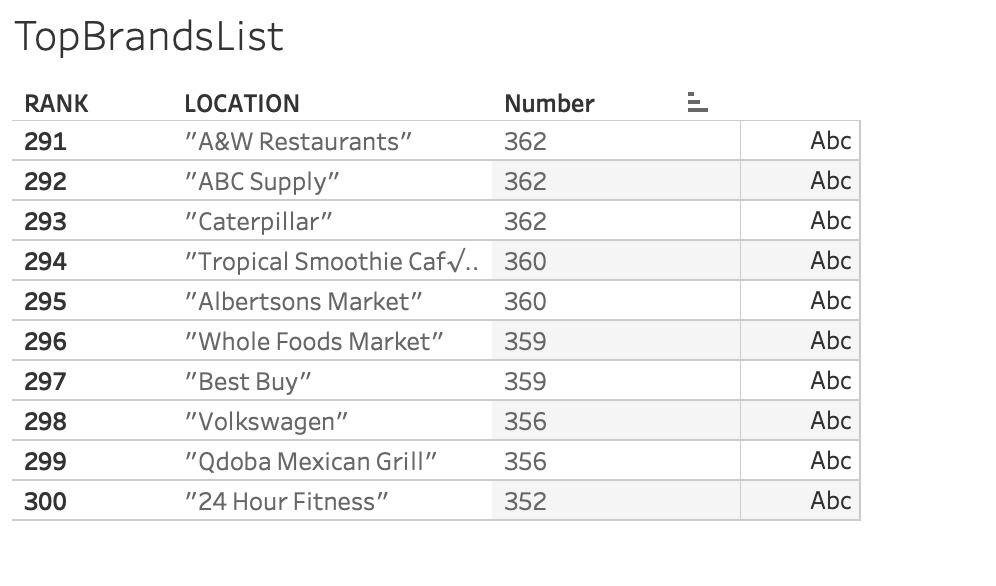 TopBrandsList
RANK LOCATION Number
291 "A&W Restaurants" 362 Abc
292 "ABC Supply" 362 Abc
293 "Caterpillar" 362 Abc
294 "Tropical Smoothie Caf√.. 360 Abc
295 "Albertsons Market" 360 Abc
296 "Whole Foods Market" 359 Abc
297 "Best Buy" 359 Abc
298 "Volkswagen" 356 Abc
299 "Qdoba Mexican Grill" 356 Abc
300 "24 Hour Fitness" 352 Abc